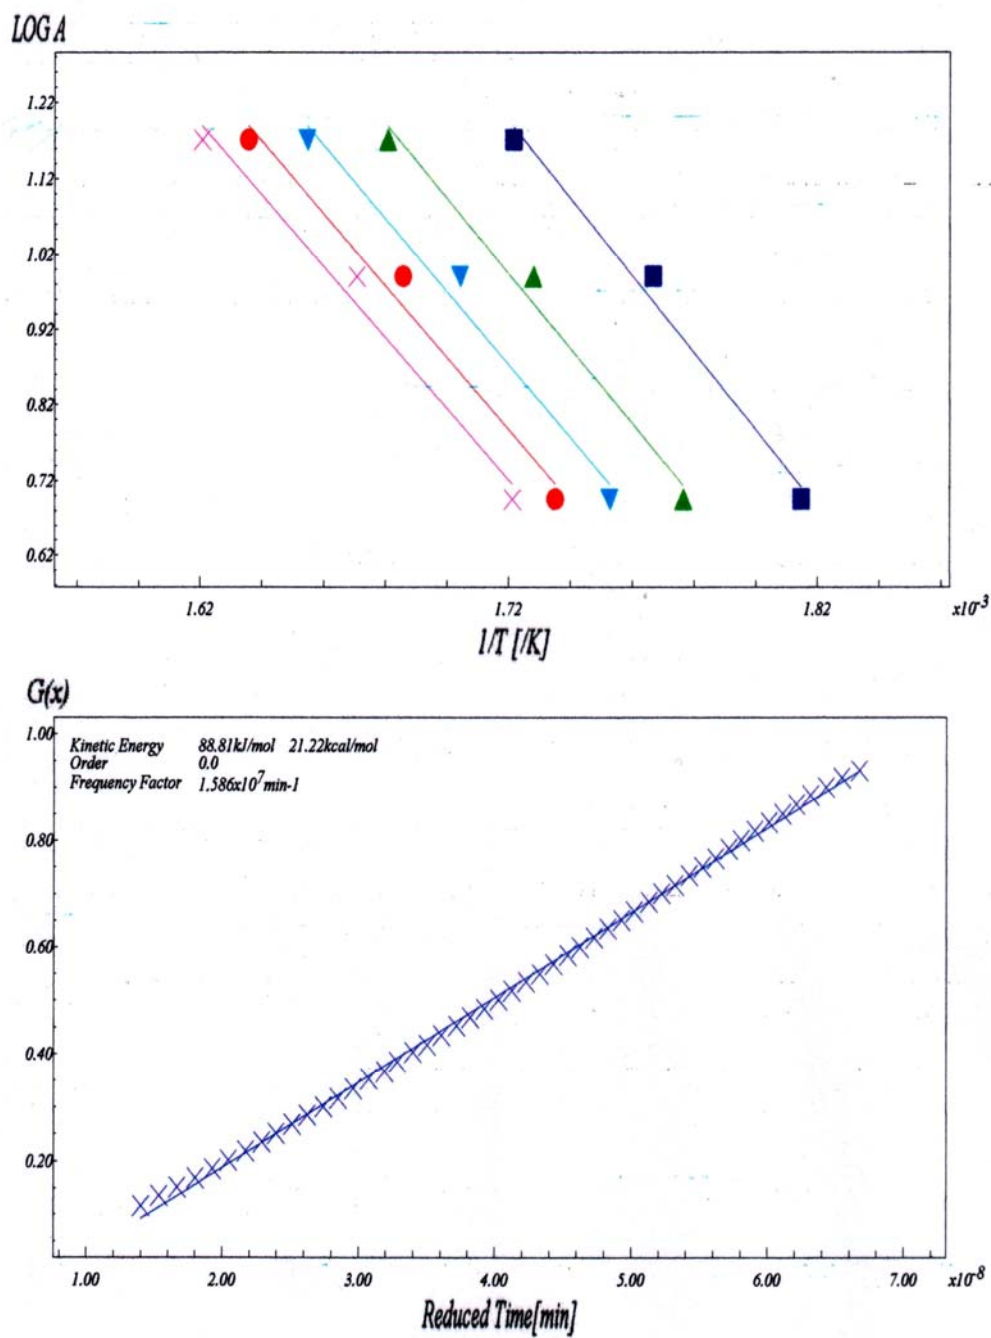 LOG A
1.22
1.12
1.02
0.92
0.82
0.72
0.62
1.62 1.72 1.82 x10-3
1/T [/K]
G(x)
1.00
Kinetic Energy 88.81kJ/mol 21.22kcal/mol
Order 0.0
Frequency Factor 1.586x10^7min-1
0.80
0.60
0.40
0.20
1.00 2.00 3.00 4.00 5.00 6.00 7.00 x10-8
Reduced Time[min]